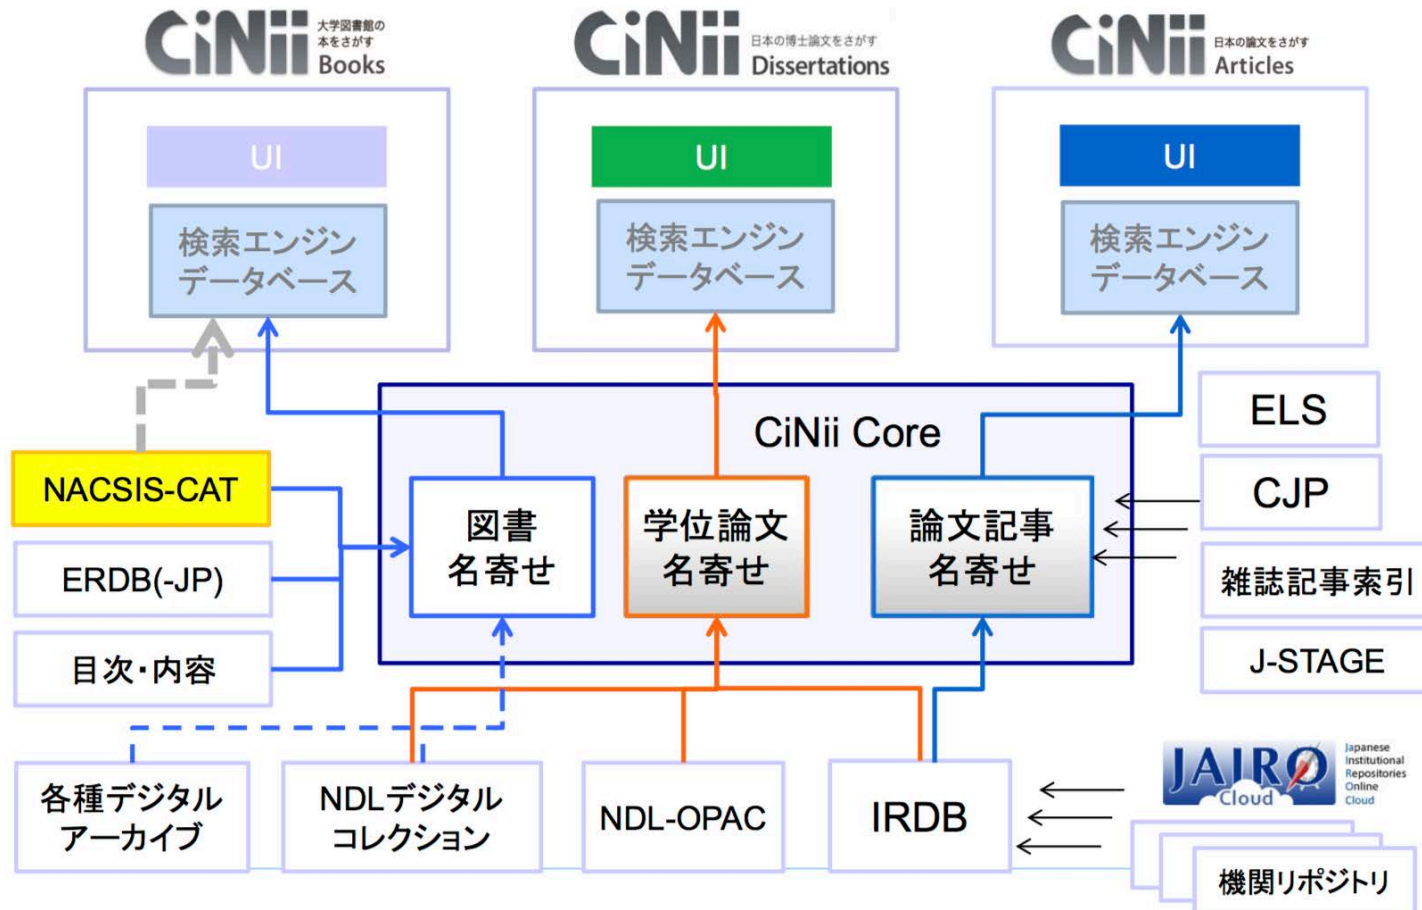 CiNii 大学図書館の
本をさがす
Books
CiNii 日本の博士論文をさがす
Dissertations
CiNii 日本の論文をさがす
Articles
UI
検索エンジン
データベース
UI
検索エンジン
データベース
UI
検索エンジン
データベース
CiNii Core
NACSIS-CAT
ERDB(-JP)
目次・内容
図書
名寄せ
学位論文
名寄せ
論文記事
名寄せ
ELS
CJP
雑誌記事索引
J-STAGE
各種デジタル
アーカイブ
NDLデジタル
コレクション
NDL-OPAC
IRDB
JAIRO
Cloud
Japanese
Institutional
Repositories
Online
Cloud
機関リポジトリ